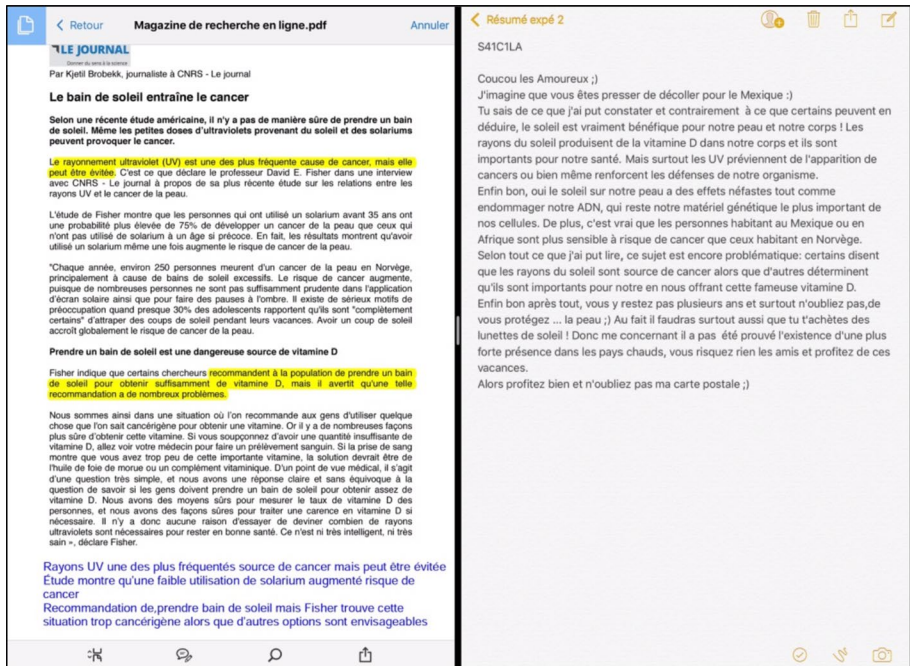 Retour
Magazine de recherche en ligne.pdf
Annuler
LE JOURNAL
Donner du sens à la science
Par Kjetil Brobekk, journaliste à CNRS - Le journal
Le bain de soleil entraîne le cancer
Selon une récente étude américaine, il n'y a pas de manière sûre de prendre un bain
de soleil. Même les petites doses d'ultraviolets provenant du soleil et des solariums
peuvent provoquer le cancer.
Le rayonnement ultraviolet (UV) est une des plus fréquente cause de cancer, mais elle
peut être évitée. C'est ce que déclare le professeur David E. Fisher dans une interview
avec CNRS - Le journal à propos de sa plus récente étude sur les relations entre les
rayons UV et le cancer de la peau.
L'étude de Fisher montre que les personnes qui ont utilisé un solarium avant 35 ans ont
une probabilité plus élevée de 75% de développer un cancer de la peau que ceux qui
n'ont pas utilisé de solarium à un âge si précoce. En fait, les résultats montrent qu'avoir
utilisé un solarium même une fois augmente le risque de cancer de la peau.
"Chaque année, environ 250 personnes meurent d'un cancer de la peau en Norvège,
principalement à cause de bains de soleil excessifs. Le risque de cancer augmente,
puisque de nombreuses personnes ne sont pas suffisamment prudente dans l'application
d'écran solaire ainsi que pour faire des pauses à l'ombre. Il existe de sérieux motifs de
préoccupation quand presque 30% des adolescents rapportent qu'ils sont "complètement
certains" d'attraper des coups de soleil pendant leurs vacances. Avoir un coup de soleil
accroît globalement le risque de cancer de la peau.
Prendre un bain de soleil est une dangereuse source de vitamine D
Fisher indique que certains chercheurs recommandent à la population de prendre un bain
de soleil pour obtenir suffisamment de vitamine D, mais il avertit qu'une telle
recommandation a de nombreux problèmes.
Nous sommes ainsi dans une situation où l'on recommande aux gens d'utiliser quelque
chose que l'on sait cancérigène pour obtenir une vitamine. Or il y a de nombreuses façons
plus sûre d'obtenir cette vitamine. Si vous soupçonnez d'avoir une quantité insuffisante de
vitamine D, allez voir votre médecin pour faire un prélèvement sanguin. Si la prise de sang
montre que vous avez trop peu de cette importante vitamine, la solution devrait être de
l'huile de foie de morue ou un complément vitaminique. D'un point de vue médical, il s'agit
d'une question très simple, et nous avons une réponse claire et sans équivoque à la
question de savoir si les gens doivent prendre un bain de soleil pour obtenir assez de
vitamine D. Nous avons des moyens sûrs pour mesurer le taux de vitamine D des
personnes, et nous avons des façons sûres pour traiter une carence en vitamine D si
nécessaire. Il n'y a donc aucune raison d'essayer de deviner combien de rayons
ultraviolets sont nécessaires pour rester en bonne santé. Ce n'est ni très intelligent, ni très
sain », déclare Fisher.
Rayons UV une des plus fréquentés source de cancer mais peut être évitée
Étude montre qu'une faible utilisation de solarium augmenté risque de
cancer
Recommandation de,prendre bain de soleil mais Fisher trouve cette
situation trop cancérigène alors que d'autres options sont envisageables
Résumé expé 2
S41C1LA
Coucou les Amoureux ;)
J'imagine que vous êtes presser de décoller pour le Mexique :)
Tu sais de ce que j'ai put constater et contrairement à ce que certains peuvent en
déduire, le soleil est vraiment bénéfique pour notre peau et notre corps ! Les
rayons du soleil produisent de la vitamine D dans notre corps et ils sont
importants pour notre santé. Mais surtout les UV préviennent de l'apparition de
cancers ou bien même renforcent les défenses de notre organisme.
Enfin bon, oui le soleil sur notre peau a des effets néfastes tout comme
endommager notre ADN, qui reste notre matériel génétique le plus important de
nos cellules. De plus, c'est vrai que les personnes habitant au Mexique ou en
Afrique sont plus sensible à risque de cancer que ceux habitant en Norvège.
Selon tout ce que j'ai put lire, ce sujet est encore problématique: certains disent
que les rayons du soleil sont source de cancer alors que d'autres déterminent
qu'ils sont importants pour notre en nous offrant cette fameuse vitamine D.
Enfin bon après tout, vous y restez pas plusieurs ans et surtout n'oubliez pas,de
vous protégez ... la peau ;) Au fait il faudras surtout aussi que tu t'achètes des
lunettes de soleil ! Donc me concernant il a pas été prouvé l'existence d'une plus
forte présence dans les pays chauds, vous risquez rien les amis et profitez de ces
vacances.
Alors profitez bien et n'oubliez pas ma carte postale ;)